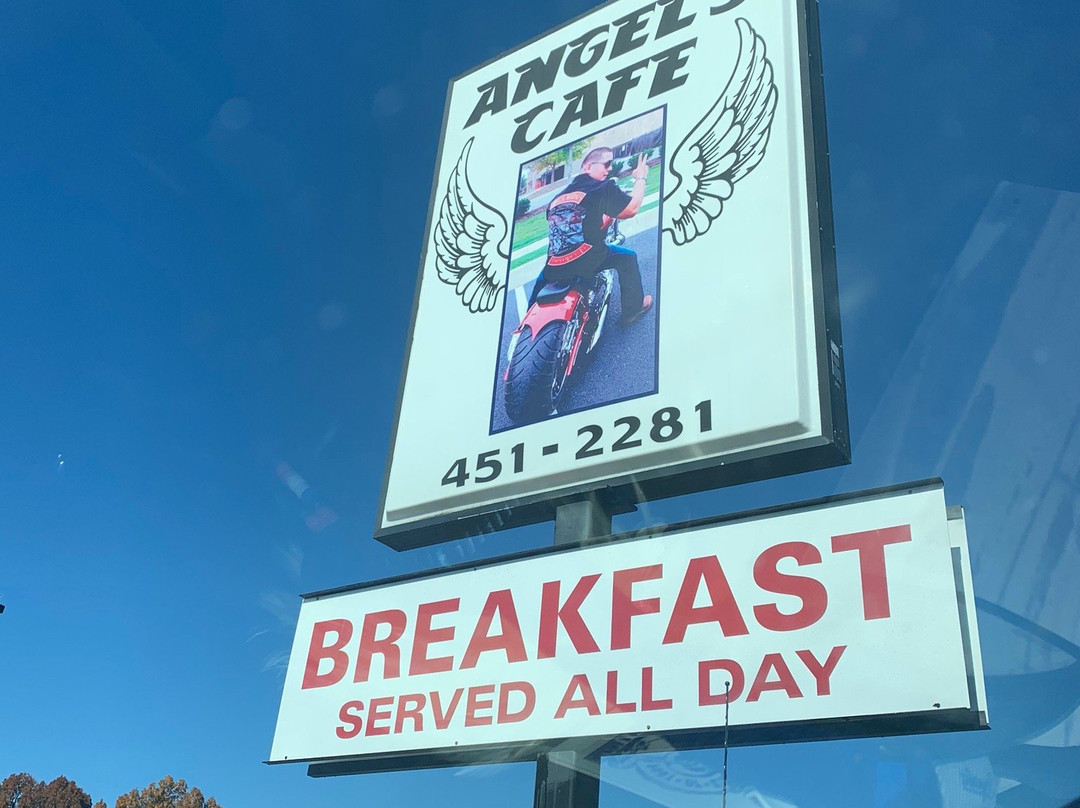 ANGEL'S
CAFE
451-2281
BREAKFAST
SERVED ALL DAY